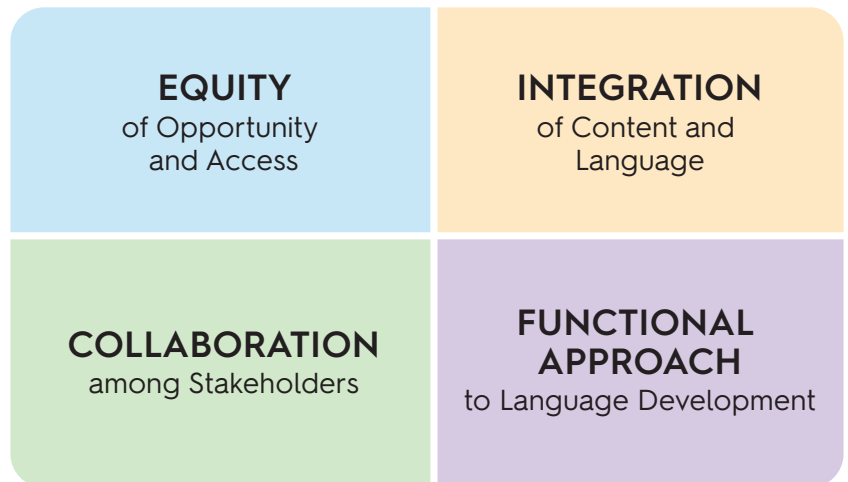 EQUITY
of Opportunity
and Access
INTEGRATION
of Content and
Language
COLLABORATION
among Stakeholders
FUNCTIONAL
APPROACH
to Language Development